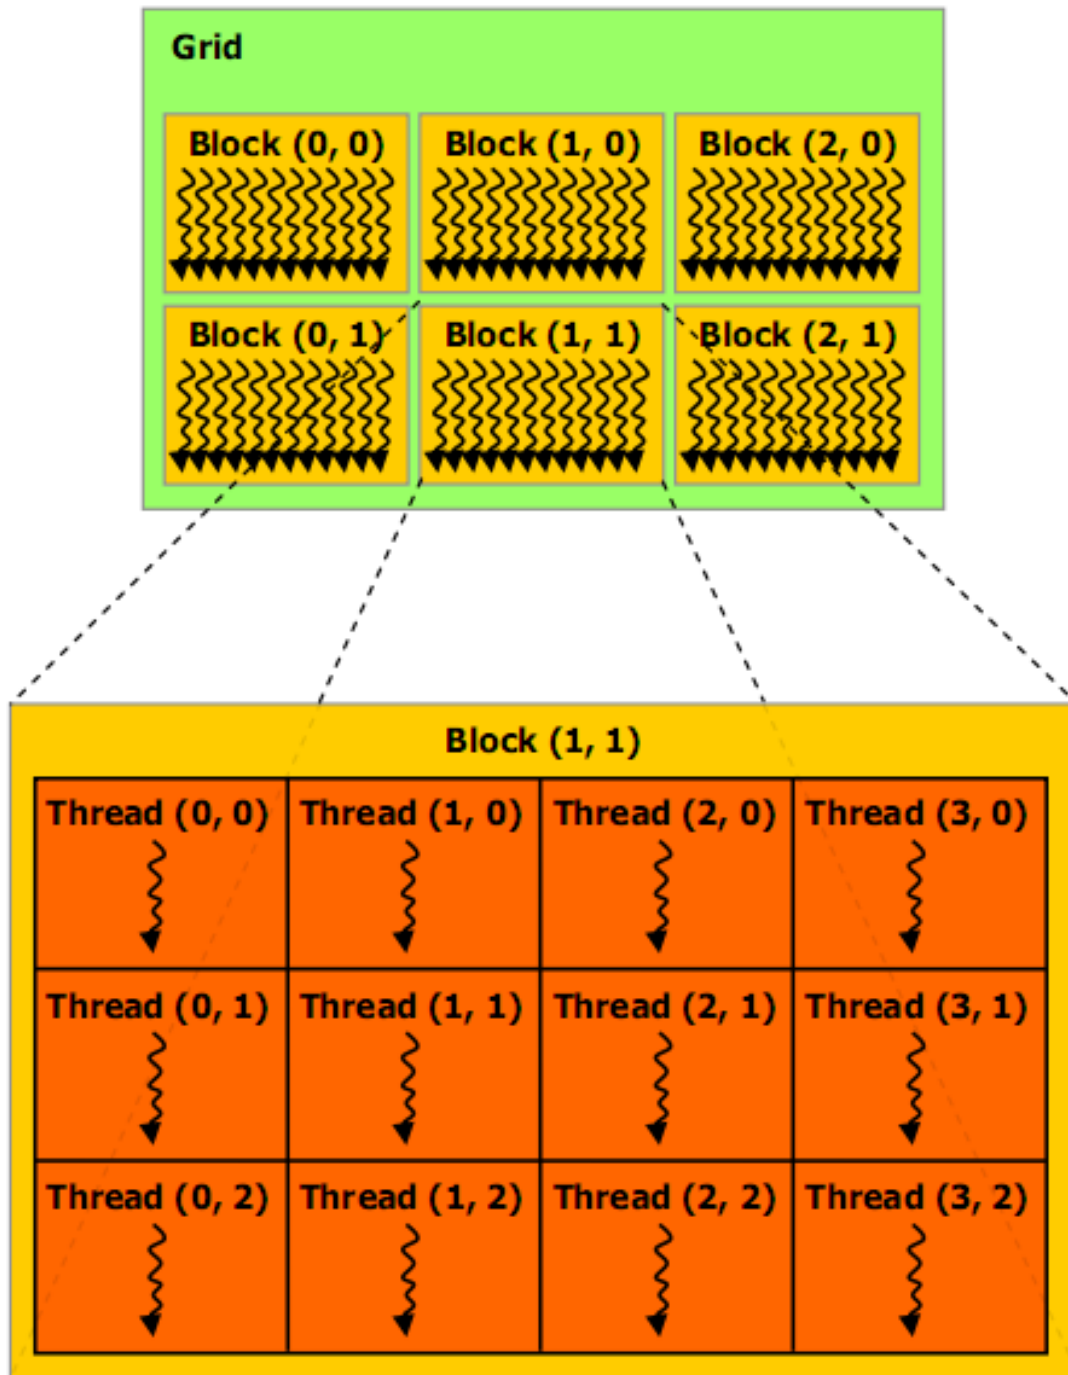 Grid
Block (0, 0) Block (1, 0) Block (2, 0)
Block (0, 1) Block (1, 1) Block (2, 1)
Block (1, 1)
Thread (0, 0) Thread (1, 0) Thread (2, 0) Thread (3, 0)
Thread (0, 1) Thread (1, 1) Thread (2, 1) Thread (3, 1)
Thread (0, 2) Thread (1, 2) Thread (2, 2) Thread (3, 2)